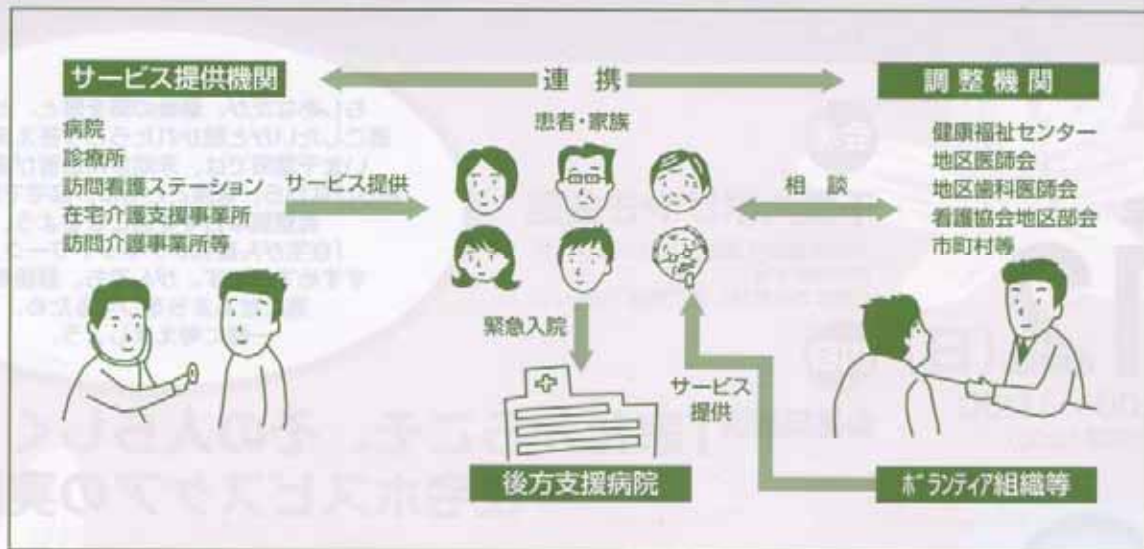 サービス提供機関
連携
調整機関
病院
診療所
訪問看護ステーション
在宅介護支援事業所
訪問介護事業所等
サービス提供
患者・家族
相談
健康福祉センター
地区医師会
地区歯科医師会
看護協会地区部会
市町村等
緊急入院
サービス
提供
後方支援病院
ボランティア組織等